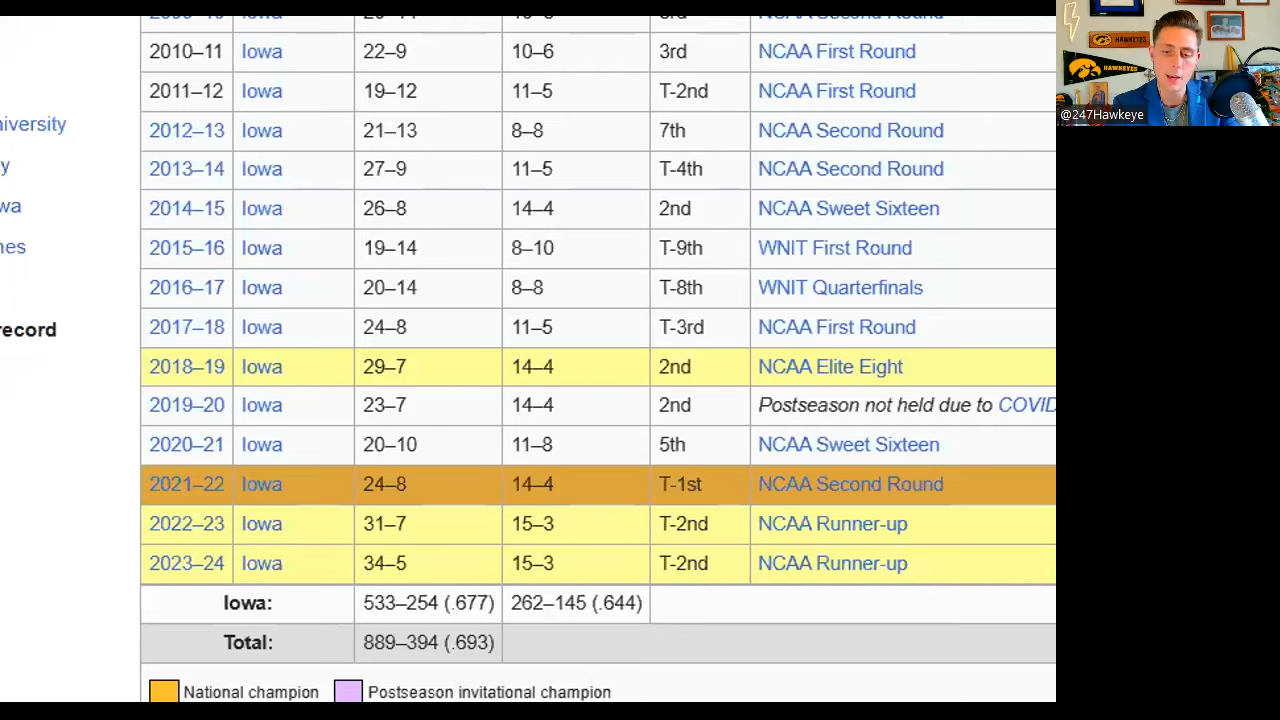 2010–11 Iowa 22–9 10–6 3rd NCAA First Round
2011–12 Iowa 19–12 11–5 T-2nd NCAA First Round
2012–13 Iowa 21–13 8–8 7th NCAA Second Round
2013–14 Iowa 27–9 11–5 T-4th NCAA Second Round
2014–15 Iowa 26–8 14–4 2nd NCAA Sweet Sixteen
2015–16 Iowa 19–14 8–10 T-9th WNIT First Round
2016–17 Iowa 20–14 8–8 T-8th WNIT Quarterfinals
2017–18 Iowa 24–8 11–5 T-3rd NCAA First Round
2018–19 Iowa 29–7 14–4 2nd NCAA Elite Eight
2019–20 Iowa 23–7 14–4 2nd Postseason not held due to COVID
2020–21 Iowa 20–10 11–8 5th NCAA Sweet Sixteen
2021–22 Iowa 24–8 14–4 T-1st NCAA Second Round
2022–23 Iowa 31–7 15–3 T-2nd NCAA Runner-up
2023–24 Iowa 34–5 15–3 T-2nd NCAA Runner-up
Iowa: 533–254 (.677) 262–145 (.644)
Total: 889–394 (.693)
National champion Postseason invitational champion
iversity
y
wa
nes
record
HAWKEYES
HAWKEYES
@247Hawkeye